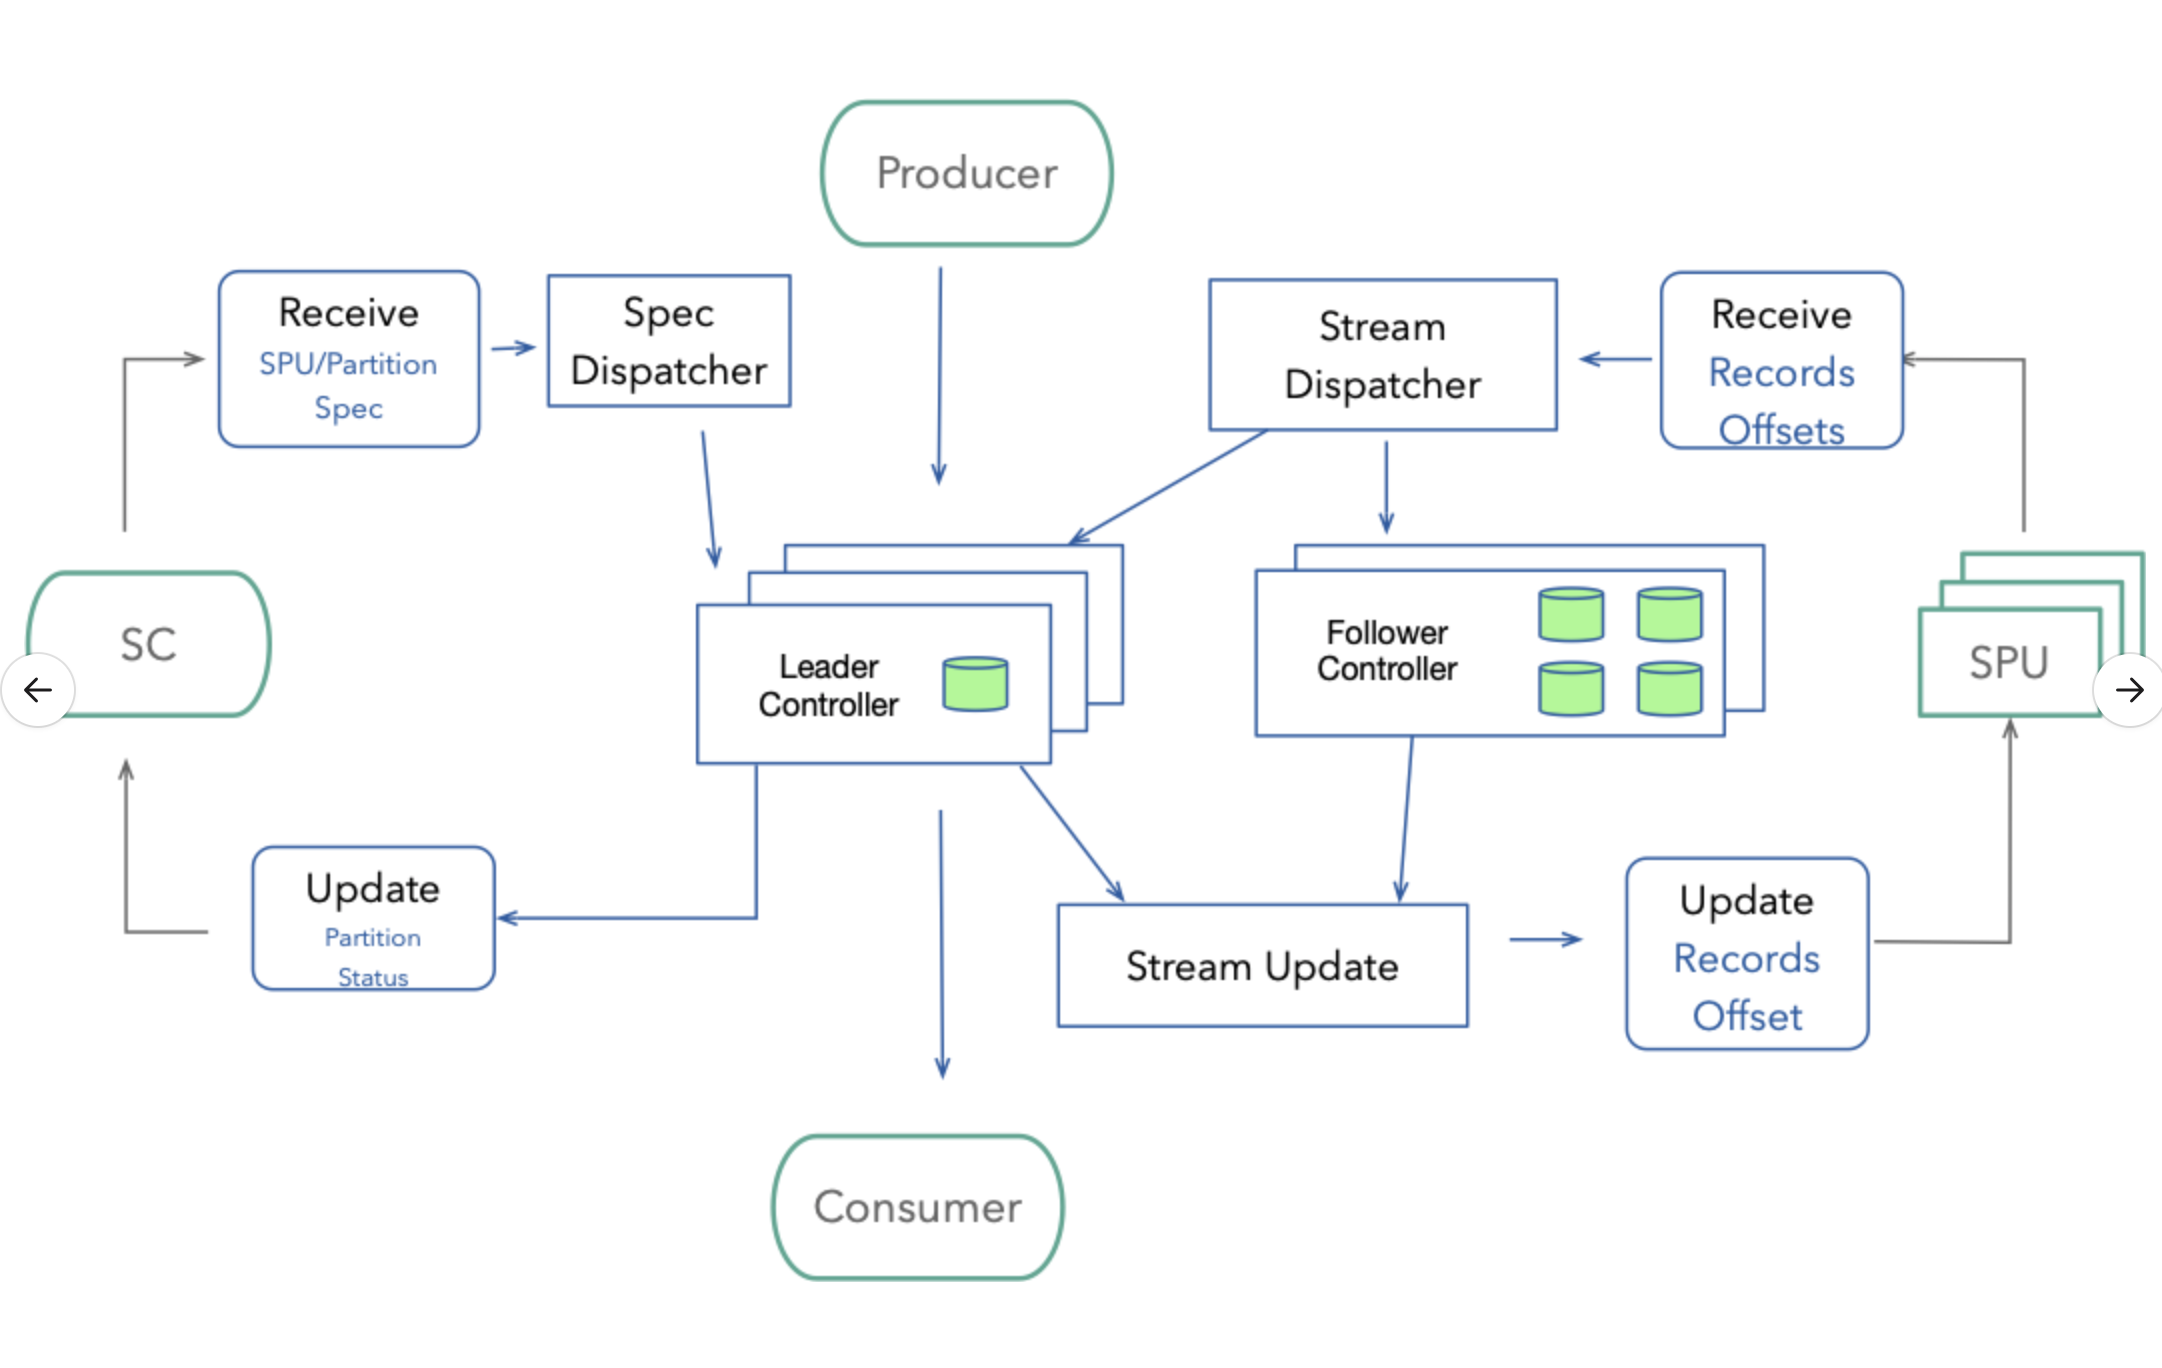 Producer
Receive
SPU/Partition
Spec
Spec
Dispatcher
Stream
Dispatcher
Receive
Records
Offsets
SC
Leader
Controller
Follower
Controller
SPU
Update
Partition
Status
Stream Update
Update
Records
Offset
Consumer